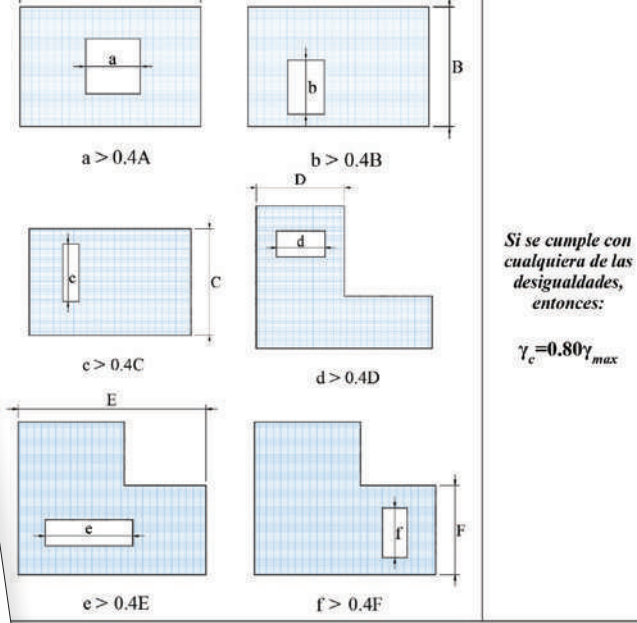 a
b
B
a > 0.4A
b > 0.4B
D
d
c
C
c > 0.4C
d > 0.4D
E
e
f
F
e > 0.4E
f > 0.4F
Si se cumple con
cualquiera de las
desigualdades,
entonces:
γc=0.80γmax